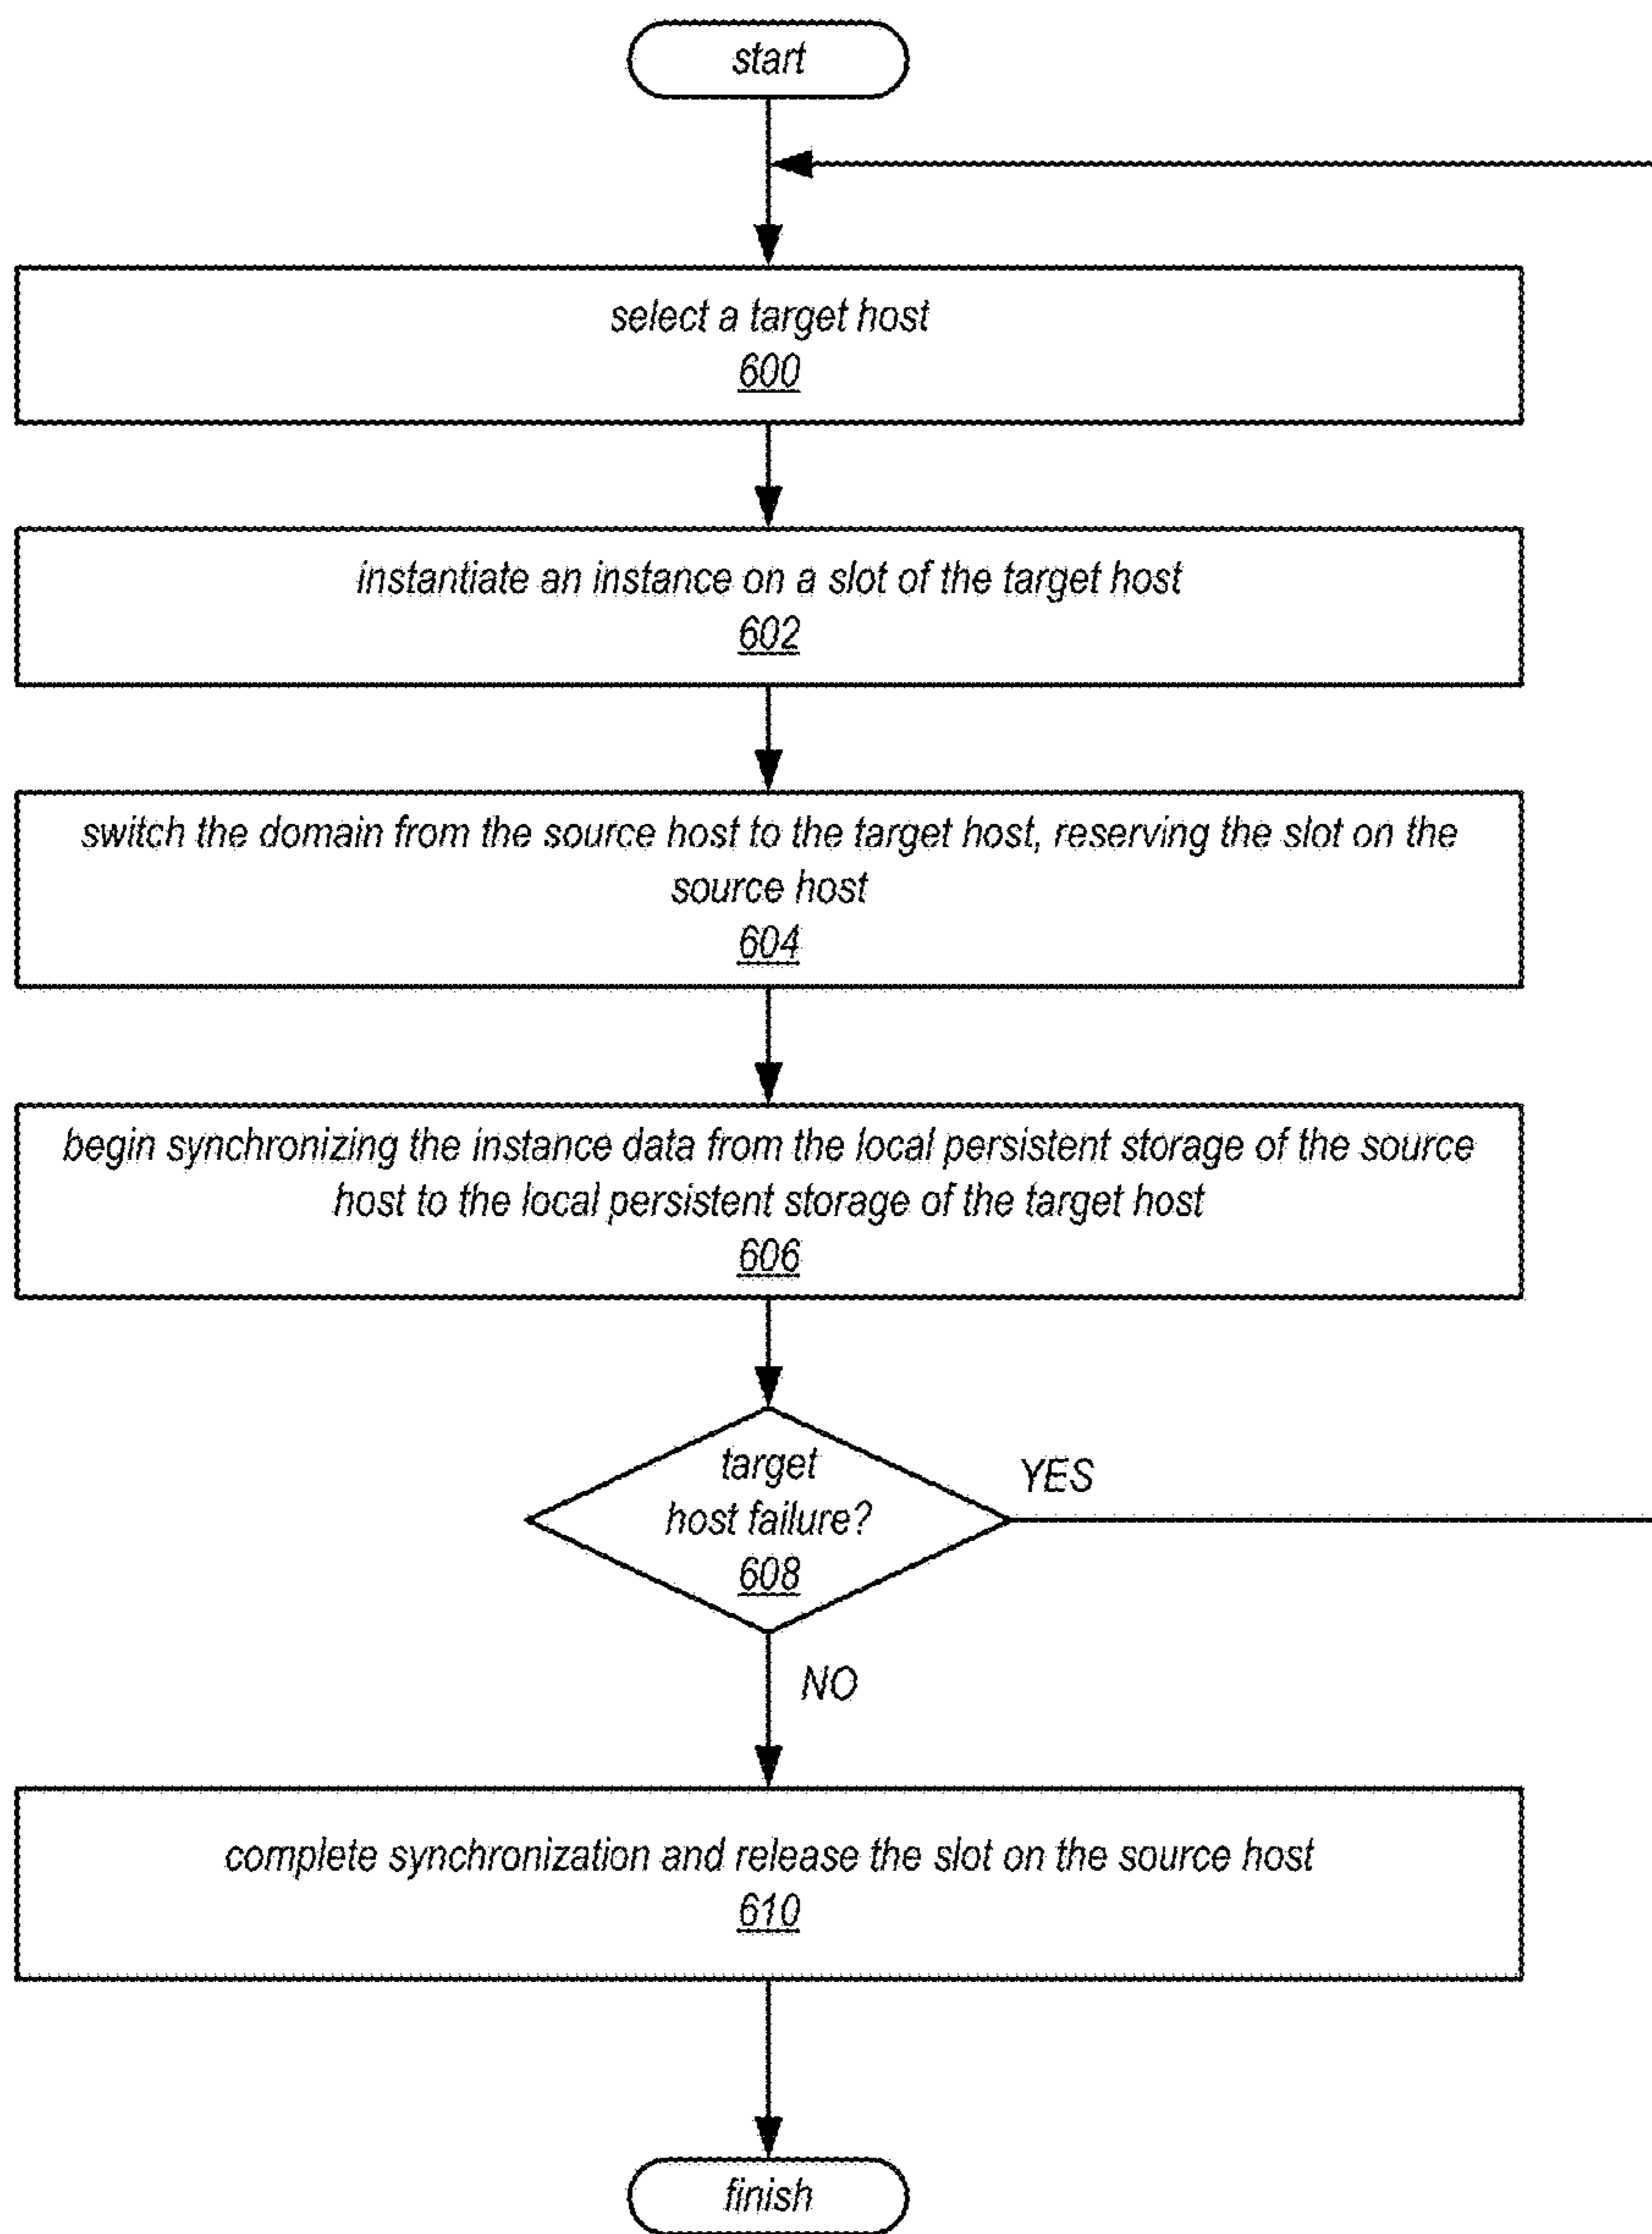 start
select a target host
600
instantiate an instance on a slot of the target host
602
switch the domain from the source host to the target host, reserving the slot on the
source host
604
begin synchronizing the instance data from the local persistent storage of the source
host to the local persistent storage of the target host
606
target
host failure?
608
YES
NO
complete synchronization and release the slot on the source host
610
finish